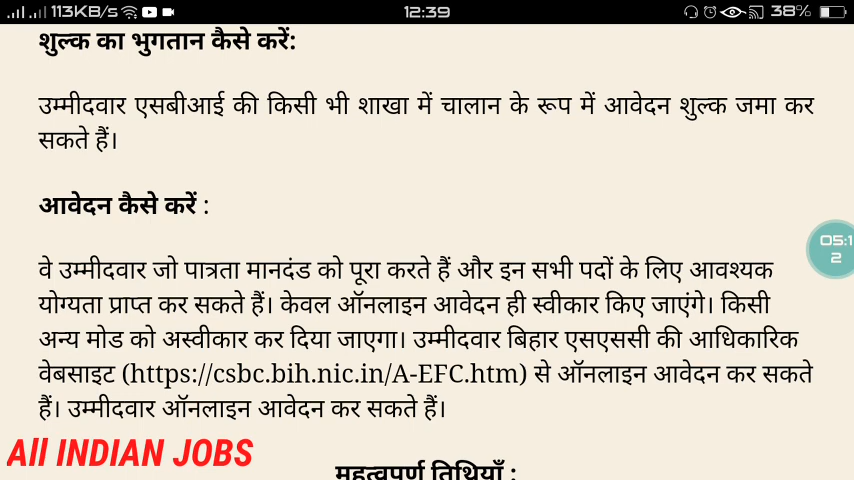 113KB/s 12:39 38%
शुल्क का भुगतान कैसे करें:
उम्मीदवार एसबीआई की किसी भी शाखा में चालान के रूप में आवेदन शुल्क जमा कर
सकते हैं।
आवेदन कैसे करें :
वे उम्मीदवार जो पात्रता मानदंड को पूरा करते हैं और इन सभी पदों के लिए आवश्यक
योग्यता प्राप्त कर सकते हैं। केवल ऑनलाइन आवेदन ही स्वीकार किए जाएंगे। किसी
अन्य मोड को अस्वीकार कर दिया जाएगा। उम्मीदवार बिहार एसएससी की आधिकारिक
वेबसाइट (https://csbc.bih.nic.in/A-EFC.htm) से ऑनलाइन आवेदन कर सकते
हैं। उम्मीदवार ऑनलाइन आवेदन कर सकते हैं।
05:1
2
All INDIAN JOBS
महत्वपूर्ण तिथियाँ :